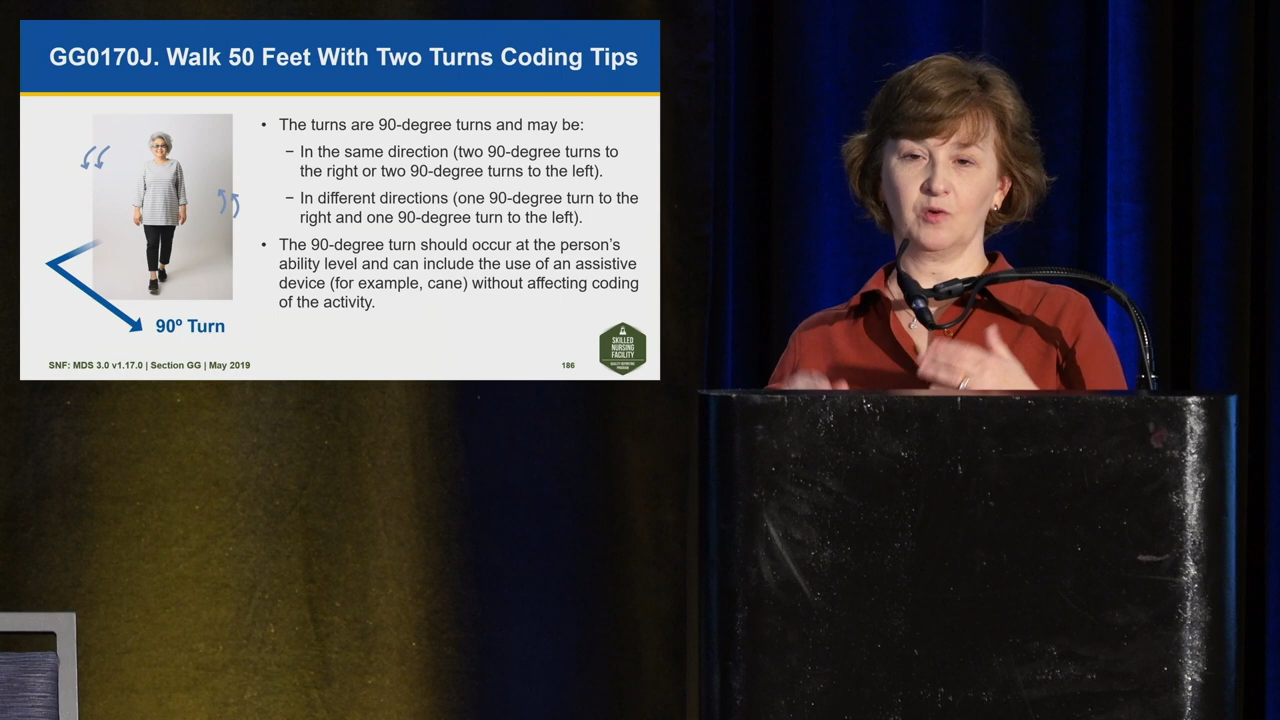 GG0170J. Walk 50 Feet With Two Turns Coding Tips
• The turns are 90-degree turns and may be:
− In the same direction (two 90-degree turns to
the right or two 90-degree turns to the left).
− In different directions (one 90-degree turn to the
right and one 90-degree turn to the left).
• The 90-degree turn should occur at the person's
ability level and can include the use of an assistive
device (for example, cane) without affecting coding
of the activity.
90º Turn
SKILLED
NURSING
FACILITY
QUALITY REPORTING
PROGRAM
SNF: MDS 3.0 v1.17.0 | Section GG | May 2019
186